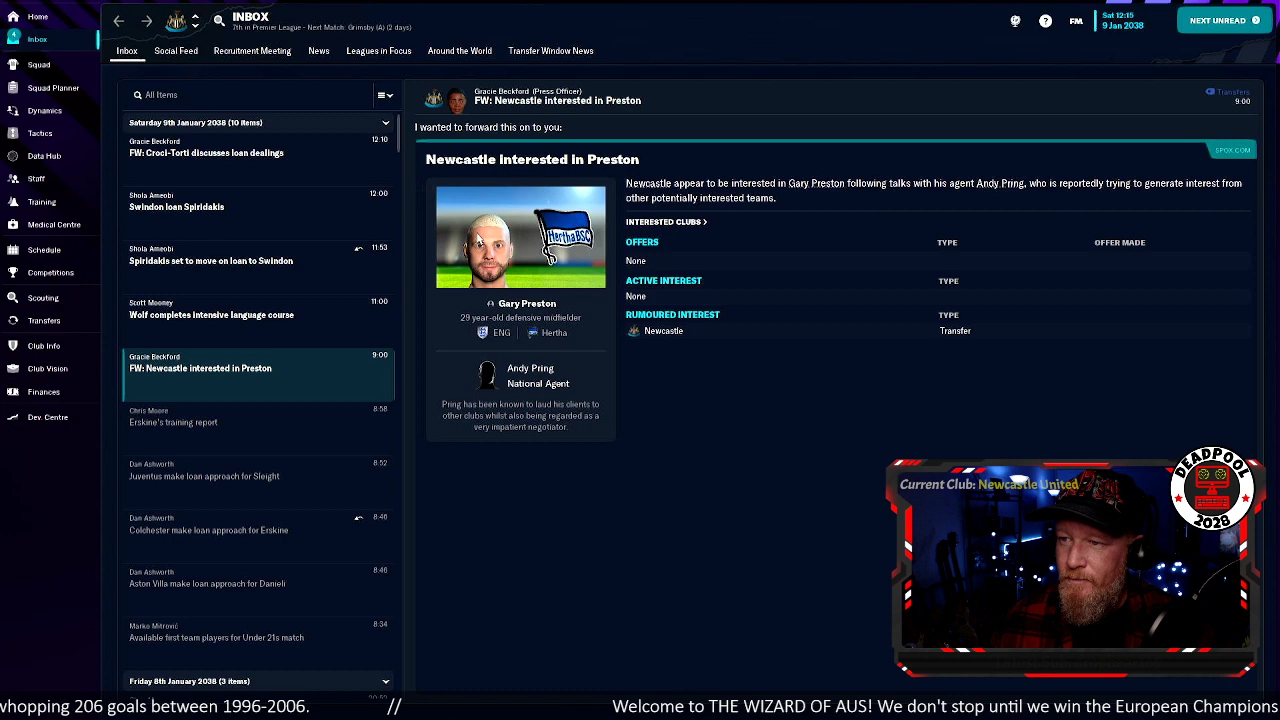 Home
4
Inbox
Squad
Squad Planner
Dynamics
Tactics
Data Hub
Staff
Training
Medical Centre
Schedule
Competitions
Scouting
Transfers
Club Info
Club Vision
Finances
Dev. Centre
INBOX
7th in Premier League - Next Match: Grimsby (A) (2 days)
FM
Sat 12:15
9 Jan 2038
NEXT UNREAD
Inbox
Social Feed
Recruitment Meeting
News
Leagues in Focus
Around the World
Transfer Window News
All Items
Saturday 9th January 2038 (10 Items)
Gracie Beckford
12:10
FW: Croci-Torti discusses loan dealings
Shola Ameobi
12:00
Swindon loan Spiridakis
Shola Ameobi
11:53
Spiridakis set to move on loan to Swindon
Scott Mooney
11:00
Wolf completes intensive language course
Gracie Beckford
9:00
FW: Newcastle interested in Preston
Chris Moore
8:58
Erskine's training report
Dan Ashworth
8:52
Juventus make loan approach for Sleight
Dan Ashworth
8:46
Colchester make loan approach for Erskine
Dan Ashworth
8:46
Aston Villa make loan approach for Danieli
Marko Mitrović
8:34
Available first team players for Under 21s match
Friday 8th January 2038 (3 items)
Gracie Beckford (Press Officer)
FW: Newcastle interested in Preston
Transfers
9:00
I wanted to forward this on to you:
SPOX.COM
Newcastle interested in Preston
Hertha BSC
Gary Preston
29 year-old defensive midfielder
ENG
Hertha
Andy Pring
National Agent
Pring has been known to laud his clients to
other clubs whilst also being regarded as a
very impatient negotiator.
Newcastle appear to be interested in Gary Preston following talks with his agent Andy Pring, who is reportedly trying to generate interest from
other potentially interested teams.
INTERESTED CLUBS
OFFERS TYPE OFFER MADE
None
ACTIVE INTEREST TYPE
None
RUMOURED INTEREST TYPE
Newcastle Transfer
Current Club: Newcastle United
DEADPOOL
2028
whopping 206 goals between 1996-2006. // Welcome to THE WIZARD OF AUS! We don't stop until we win the European Champions